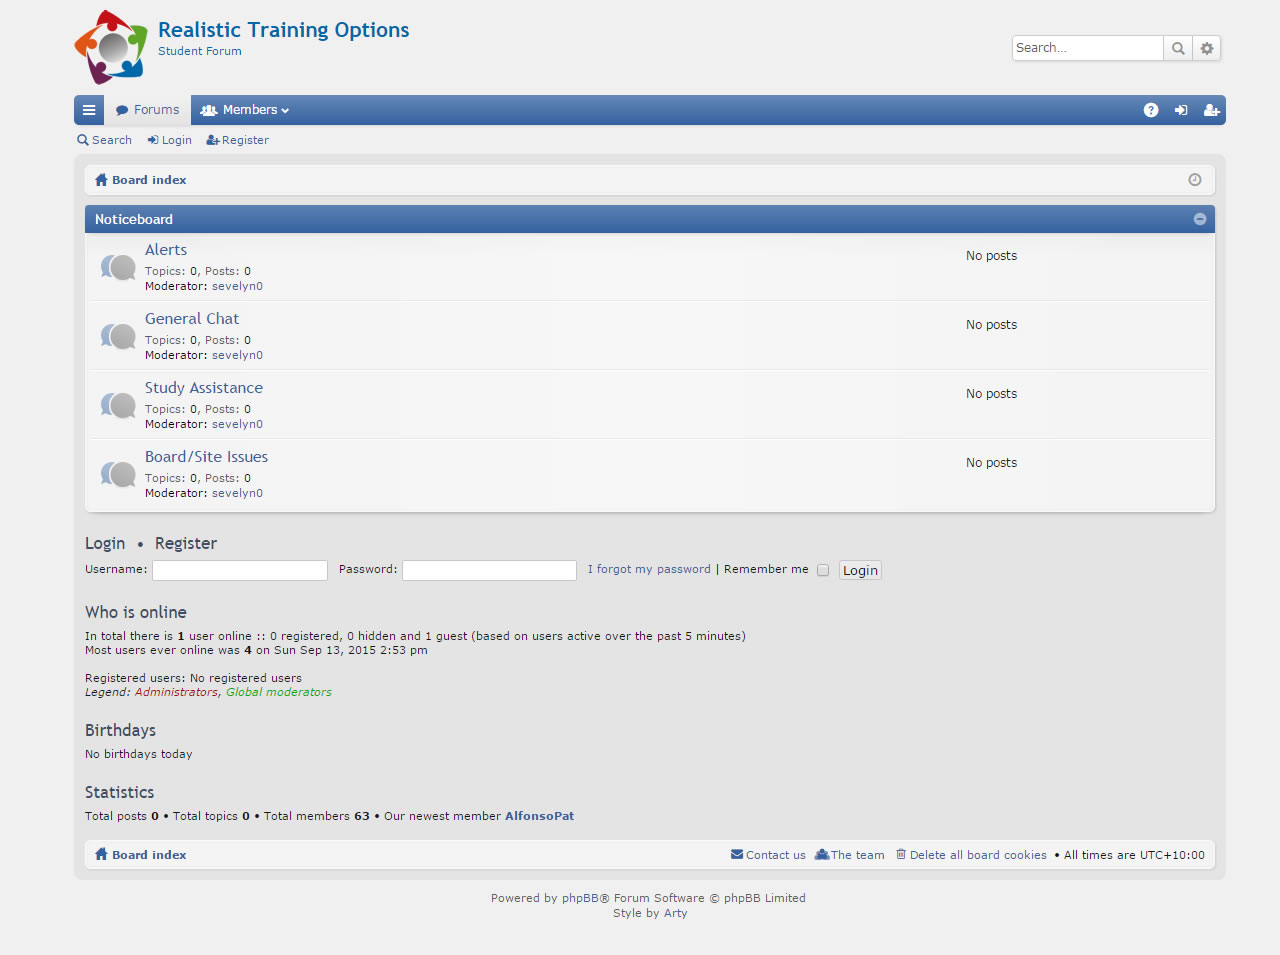 Realistic Training Options
Student Forum
Search…
Forums Members
Search Login Register
Board index
Noticeboard
Alerts
Topics: 0, Posts: 0
Moderator: sevelyn0
No posts
General Chat
Topics: 0, Posts: 0
Moderator: sevelyn0
No posts
Study Assistance
Topics: 0, Posts: 0
Moderator: sevelyn0
No posts
Board/Site Issues
Topics: 0, Posts: 0
Moderator: sevelyn0
No posts
Login • Register
Username: Password: I forgot my password | Remember me Login
Who is online
In total there is 1 user online :: 0 registered, 0 hidden and 1 guest (based on users active over the past 5 minutes)
Most users ever online was 4 on Sun Sep 13, 2015 2:53 pm
Registered users: No registered users
Legend: Administrators, Global moderators
Birthdays
No birthdays today
Statistics
Total posts 0 • Total topics 0 • Total members 63 • Our newest member AlfonsoPat
Board index Contact us The team Delete all board cookies • All times are UTC+10:00
Powered by phpBB® Forum Software © phpBB Limited
Style by Arty